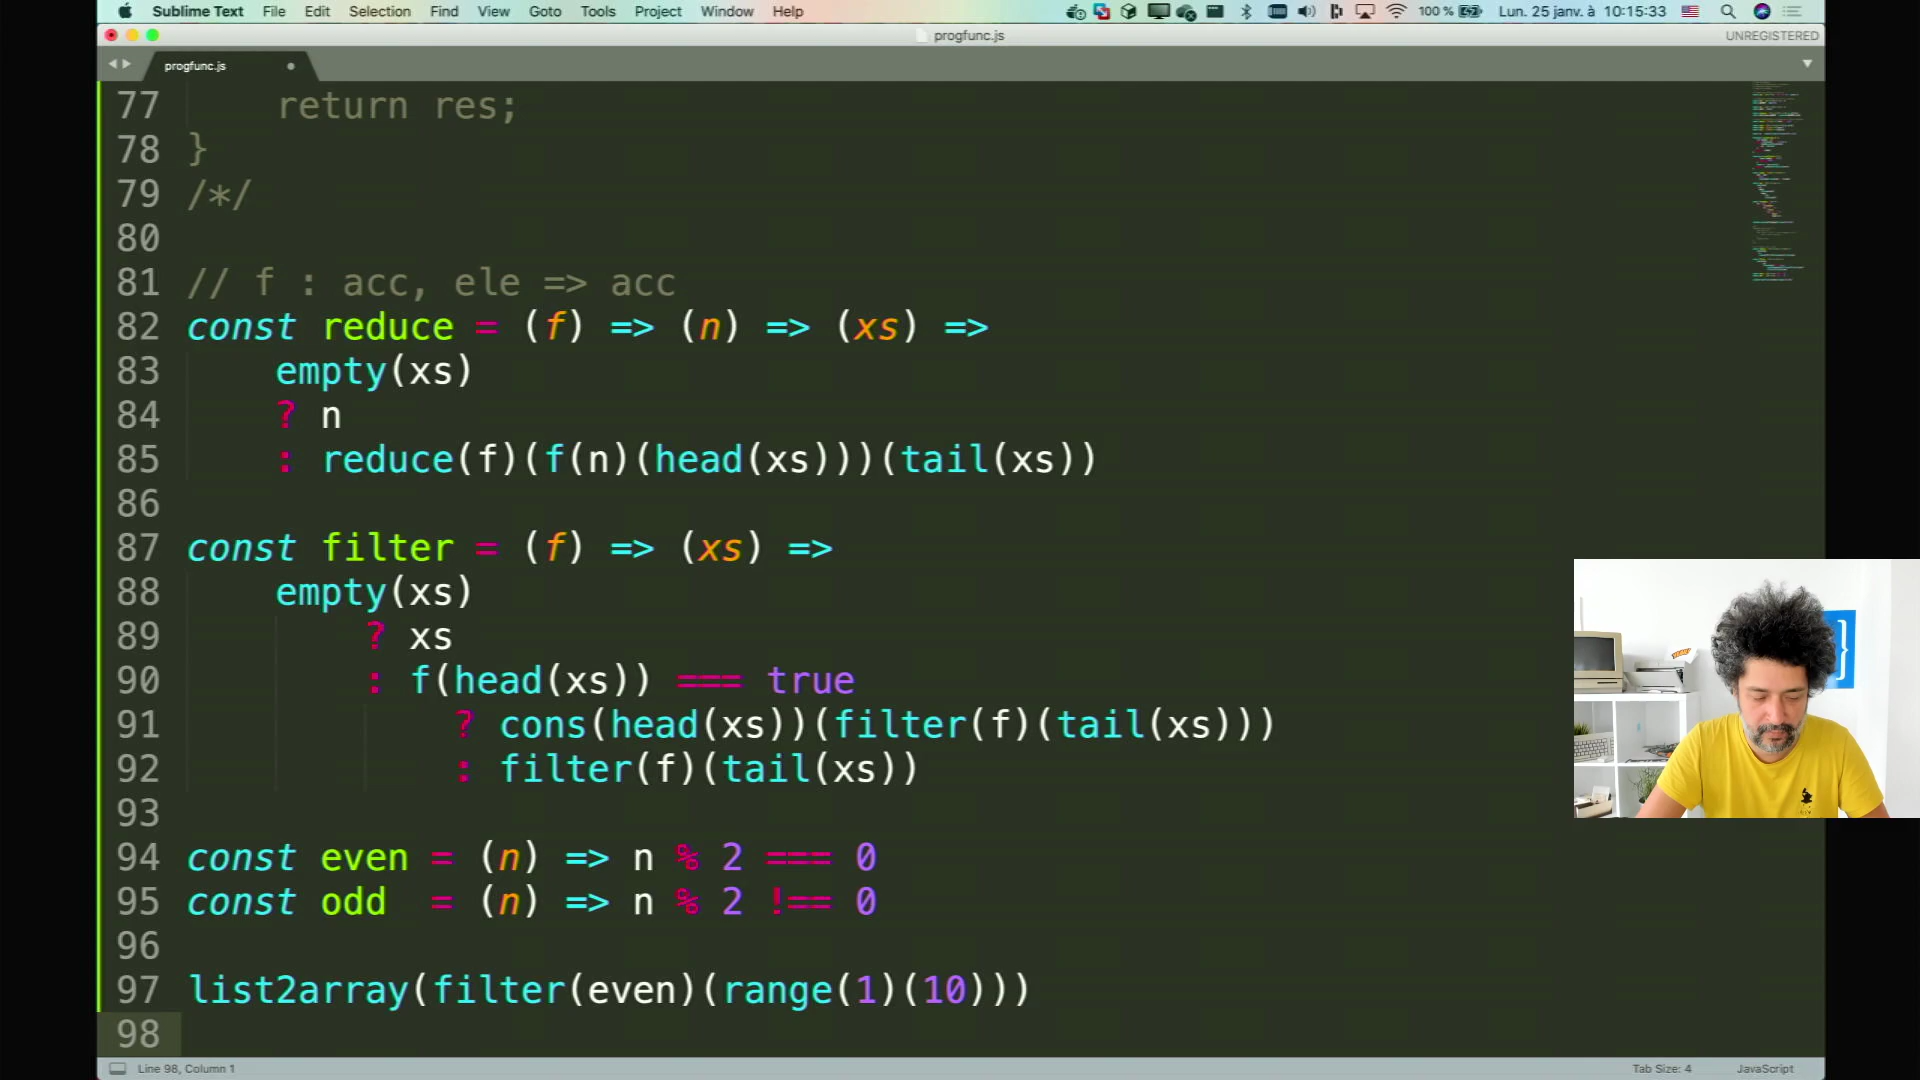 Sublime Text File Edit Selection Find View Goto Tools Project Window Help 100 % Lun. 25 janv. à 10:15:33
progfunc.js UNREGISTERED
progfunc.js
77 return res;
78 }
79 /*/
80
81 // f : acc, ele => acc
82 const reduce = (f) => (n) => (xs) =>
83 empty(xs)
84 ? n
85 : reduce(f)(f(n)(head(xs)))(tail(xs))
86
87 const filter = (f) => (xs) =>
88 empty(xs)
89 ? xs
90 : f(head(xs)) === true
91 ? cons(head(xs))(filter(f)(tail(xs)))
92 : filter(f)(tail(xs))
93
94 const even = (n) => n % 2 === 0
95 const odd  = (n) => n % 2 !== 0
96
97 list2array(filter(even)(range(1)(10)))
98
Line 98, Column 1 Tab Size: 4 JavaScript